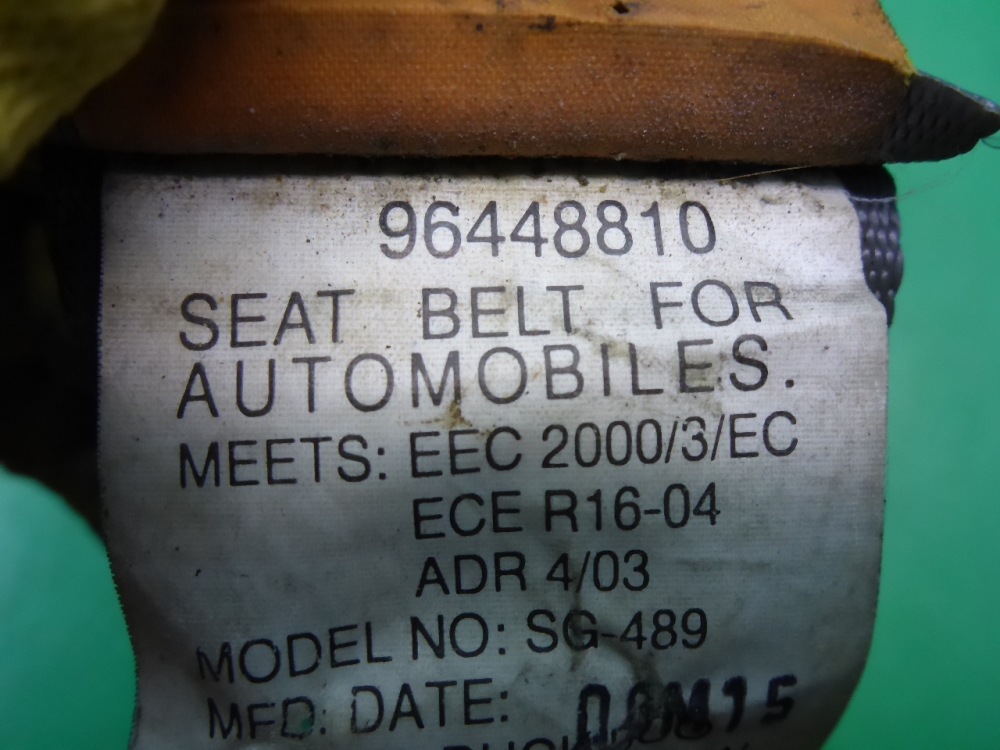 96448810
SEAT BELT FOR
AUTOMOBILES.
MEETS: EEC 2000/3/EC
ECE R16-04
ADR 4/03
MODEL NO: SG-489
MFD. DATE: